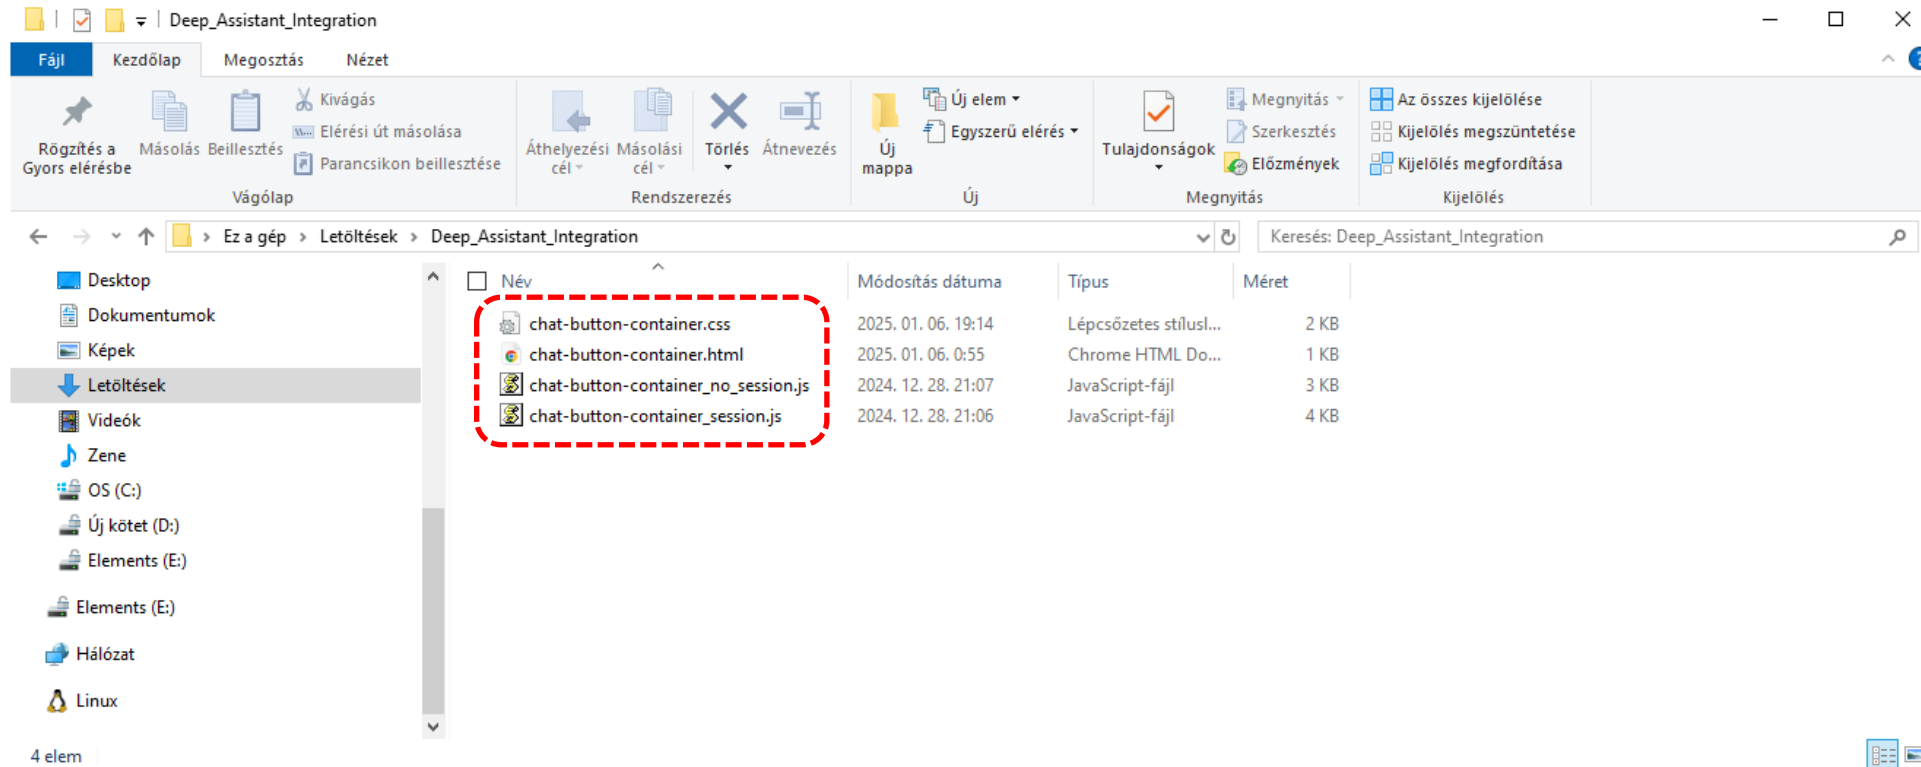 Deep_Assistant_Integration
Fájl Kezdőlap Megosztás Nézet
Rögzítés a Gyors elérésbe
Másolás
Beillesztés
Kivágás
Elérési út másolása
Parancsikon beillesztése
Vágólap
Áthelyezési cél
Másolási cél
Törlés
Átnevezés
Rendszerezés
Új mappa
Új elem
Egyszerű elérés
Új
Tulajdonságok
Megnyitás
Szerkesztés
Előzmények
Megnyitás
Az összes kijelölése
Kijelölés megszüntetése
Kijelölés megfordítása
Kijelölés
Ez a gép > Letöltések > Deep_Assistant_Integration
Keresés: Deep_Assistant_Integration
Desktop
Dokumentumok
Képek
Letöltések
Videók
Zene
OS (C:)
Új kötet (D:)
Elements (E:)
Elements (E:)
Hálózat
Linux
Név Módosítás dátuma Típus Méret
chat-button-container.css 2025. 01. 06. 19:14 Lépcsőzetes stílusl... 2 KB
chat-button-container.html 2025. 01. 06. 0:55 Chrome HTML Do... 1 KB
chat-button-container_no_session.js 2024. 12. 28. 21:07 JavaScript-fájl 3 KB
chat-button-container_session.js 2024. 12. 28. 21:06 JavaScript-fájl 4 KB
4 elem